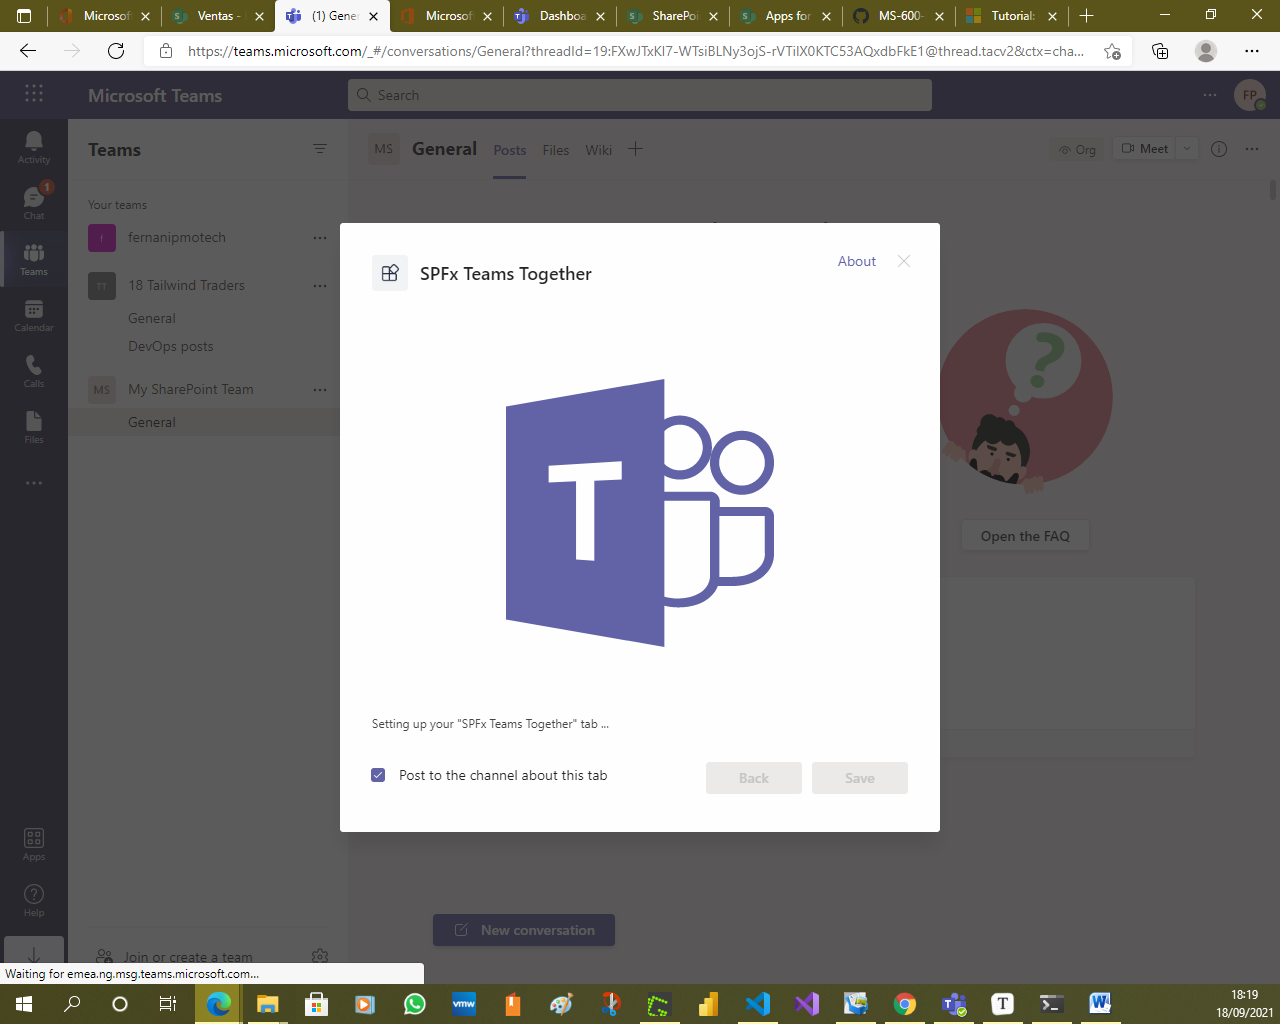 Microsof
Ventas -
(1) Gener
Microsof
Dashboa
SharePoi
Apps for
MS-600-
Tutorial:
https://teams.microsoft.com/_#/conversations/General?threadId=19:FXwJTxKI7-WTsiBLNy3ojS-rVTiIX0KTC53AQxdbFkE1@thread.tacv2&ctx=cha...
Microsoft Teams
Search
FP
Activity
Chat
1
Teams
Calendar
Calls
Files
Apps
Help
Teams
Your teams
f
fernanipmotech
TT
18 Tailwind Traders
General
DevOps posts
MS
My SharePoint Team
General
Join or create a team
MS
General
Posts
Files
Wiki
Org
Meet
SPFx Teams Together
About
T
Setting up your "SPFx Teams Together" tab ...
Post to the channel about this tab
Back
Save
?
Open the FAQ
New conversation
Waiting for emea.ng.msg.teams.microsoft.com...
vmw
T
18:19
18/09/2021